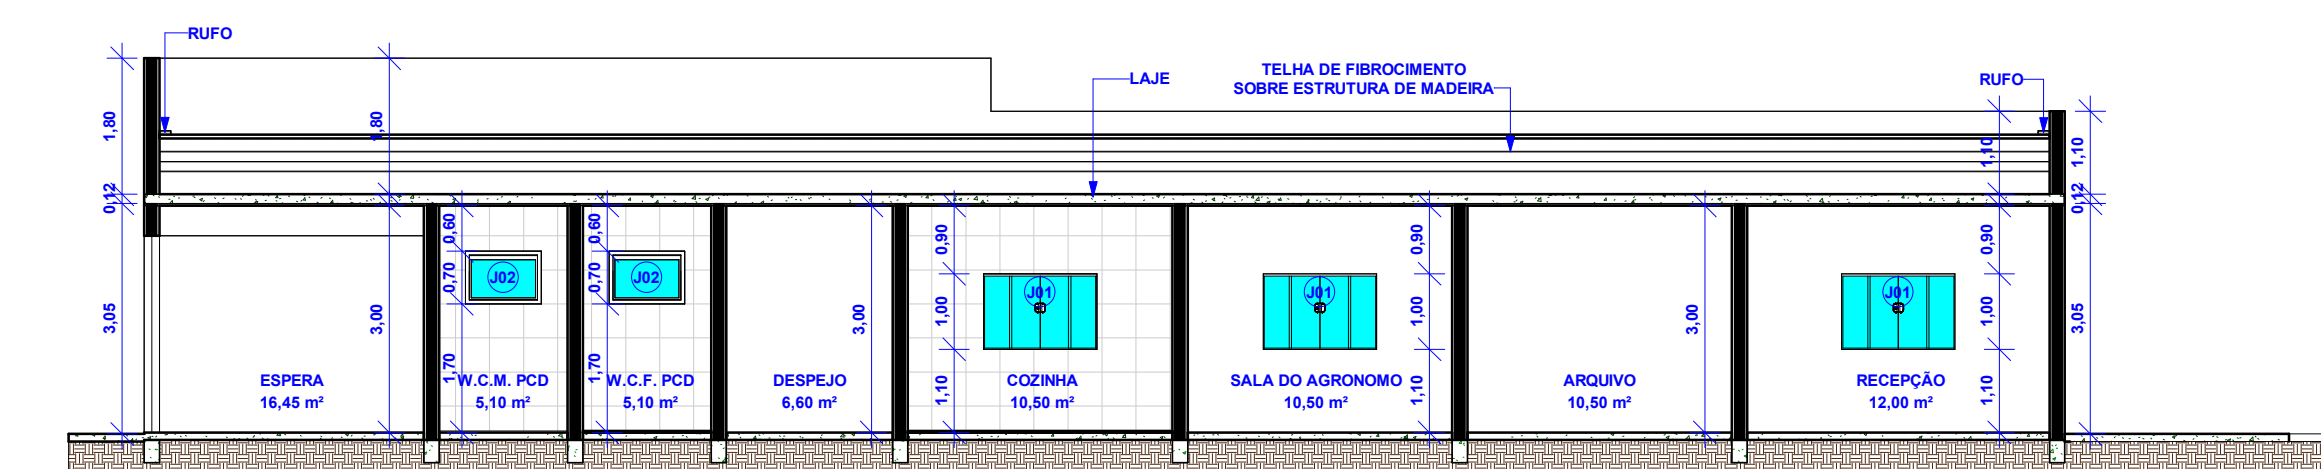 RUFO
LAJE
TELHA DE FIBROCIMENTO
SOBRE ESTRUTURA DE MADEIRA
RUFO
1,80
1,80
1,10
1,10
0,12
0,12
0,60
0,60
0,90
0,90
0,90
0,70
0,70
J02
J02
J01
J01
J01
3,05
3,00
3,00
1,00
1,00
3,00
1,00
3,05
1,70
1,70
1,10
1,10
1,10
ESPERA
16,45 m²
W.C.M. PCD
5,10 m²
W.C.F. PCD
5,10 m²
DESPEJO
6,60 m²
COZINHA
10,50 m²
SALA DO AGRONOMO
10,50 m²
ARQUIVO
10,50 m²
RECEPÇÃO
12,00 m²